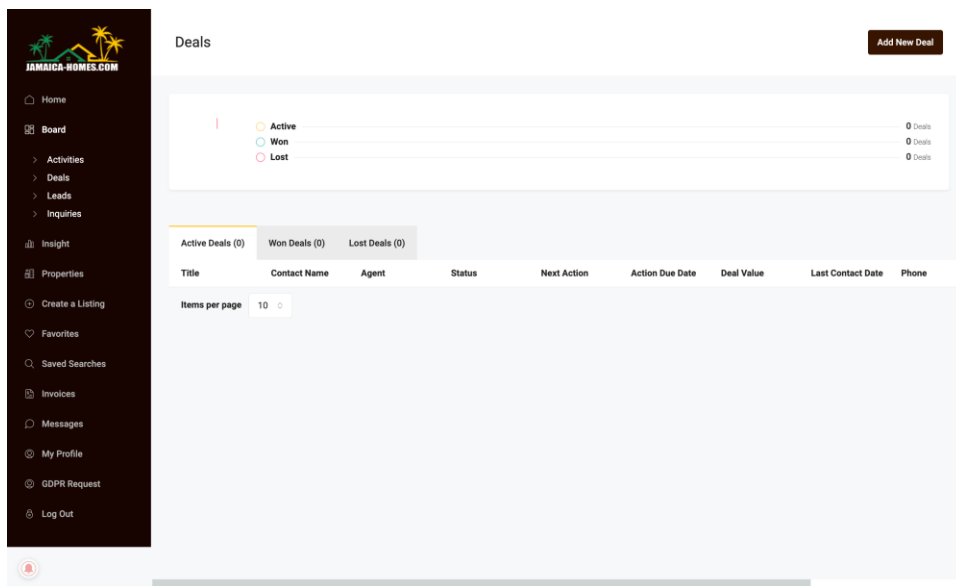 JAMAICA-HOMES.COM
Home
Board
Activities
Deals
Leads
Inquiries
Insight
Properties
Create a Listing
Favorites
Saved Searches
Invoices
Messages
My Profile
GDPR Request
Log Out
Deals
Add New Deal
Active 0 Deals
Won 0 Deals
Lost 0 Deals
Active Deals (0) Won Deals (0) Lost Deals (0)
Title Contact Name Agent Status Next Action Action Due Date Deal Value Last Contact Date Phone
Items per page 10